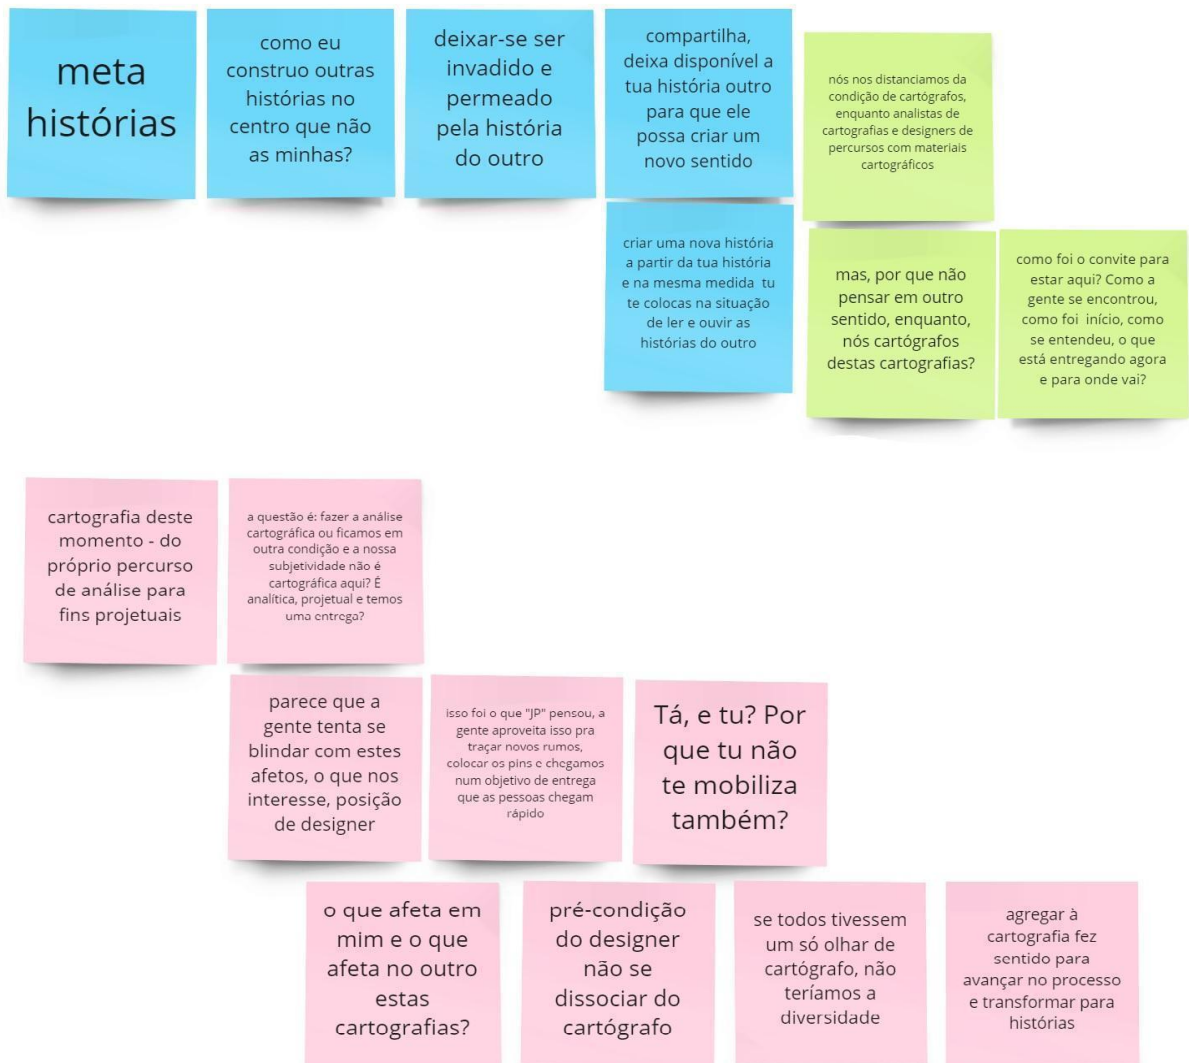 meta
histórias
como eu
construo outras
histórias no
centro que não
as minhas?
deixar-se ser
invadido e
permeado
pela história
do outro
compartilha,
deixa disponível a
tua história outro
para que ele
possa criar um
novo sentido
nós nos distanciamos da
condição de cartógrafos,
enquanto analistas de
cartografias e designers de
percursos com materiais
cartográficos
criar uma nova história
a partir da tua história
e na mesma medida tu
te colocas na situação
de ler e ouvir as
histórias do outro
mas, por que não
pensar em outro
sentido, enquanto,
nós cartógrafos
destas cartografias?
como foi o convite para
estar aqui? Como a
gente se encontrou,
como foi início, como
se entendeu, o que
está entregando agora
e para onde vai?
cartografia deste
momento - do
próprio percurso
de análise para
fins projetuais
a questão é: fazer a análise
cartográfica ou ficamos em
outra condição e a nossa
subjetividade não é
cartográfica aqui? É
analítica, projetual e temos
uma entrega?
parece que a
gente tenta se
blindar com estes
afetos, o que nos
interesse, posição
de designer
isso foi o que "JP" pensou, a
gente aproveita isso pra
traçar novos rumos,
colocar os pins e chegamos
num objetivo de entrega
que as pessoas chegam
rápido
Tá, e tu? Por
que tu não
te mobiliza
também?
o que afeta em
mim e o que
afeta no outro
estas
cartografias?
pré-condição
do designer
não se
dissociar do
cartógrafo
se todos tivessem
um só olhar de
cartógrafo, não
teríamos a
diversidade
agregar à
cartografia fez
sentido para
avançar no processo
e transformar para
histórias